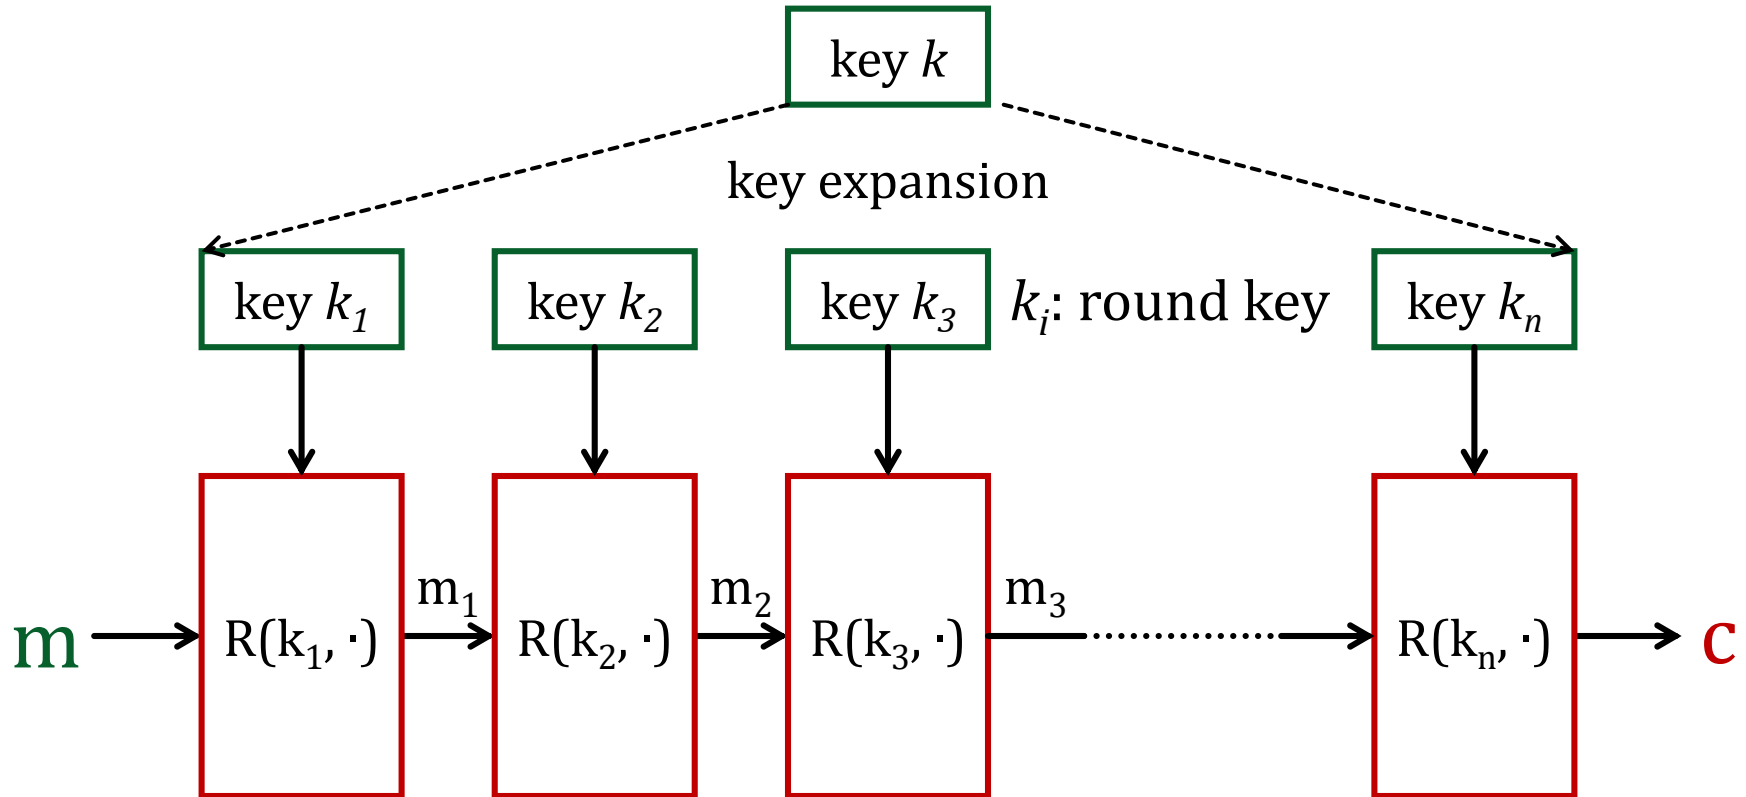 key k
key expansion
key k₁
key k₂
key k₃
kᵢ: round key
key kₙ
m
R(k₁, ·)
m₁
R(k₂, ·)
m₂
R(k₃, ·)
m₃
R(kₙ, ·)
c